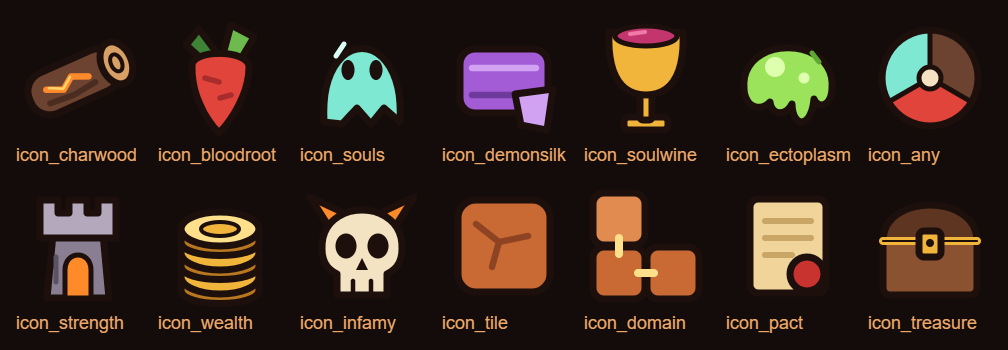 icon_charwood icon_bloodroot icon_souls icon_demonsilk icon_soulwine icon_ectoplasm icon_any
icon_strength icon_wealth icon_infamy icon_tile icon_domain icon_pact icon_treasure